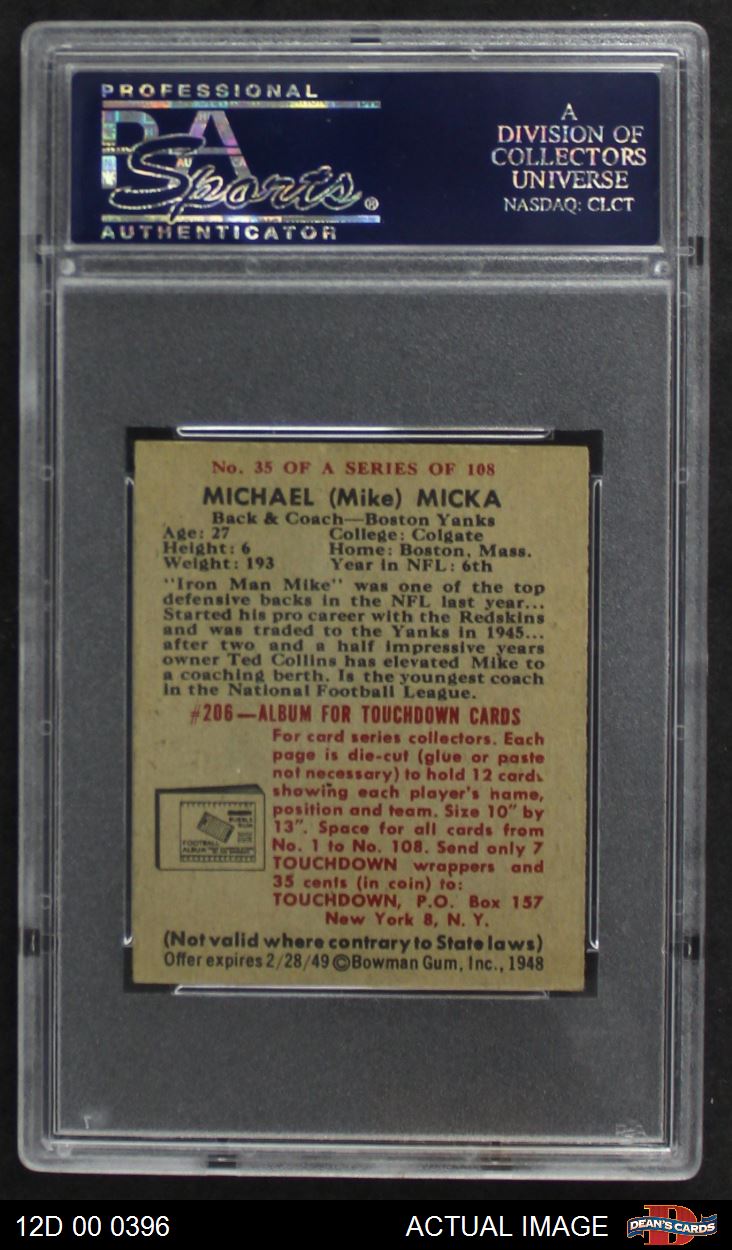 PROFESSIONAL
PSA
Sports®
AUTHENTICATOR
A
DIVISION OF
COLLECTORS
UNIVERSE
NASDAQ: CLCT
No. 35 OF A SERIES OF 108
MICHAEL (Mike) MICKA
Back & Coach—Boston Yanks
Age: 27 College: Colgate
Height: 6 Home: Boston, Mass.
Weight: 193 Year in NFL: 6th
"Iron Man Mike" was one of the top
defensive backs in the NFL last year...
Started his pro career with the Redskins
and was traded to the Yanks in 1945...
after two and a half impressive years
owner Ted Collins has elevated Mike to
a coaching berth. Is the youngest coach
in the National Football League.
#206—ALBUM FOR TOUCHDOWN CARDS
For card series collectors. Each
page is die-cut (glue or paste
not necessary) to hold 12 cards
showing each player's name,
position and team. Size 10" by
13". Space for all cards from
No. 1 to No. 108. Send only 7
TOUCHDOWN wrappers and
35 cents (in coin) to:
TOUCHDOWN, P.O. Box 157
New York 8, N. Y.
FOOTBALL
ALBUM
(Not valid where contrary to State laws)
Offer expires 2/28/49 ©Bowman Gum, Inc., 1948
12D 00 0396
ACTUAL IMAGE
DEAN'S CARDS